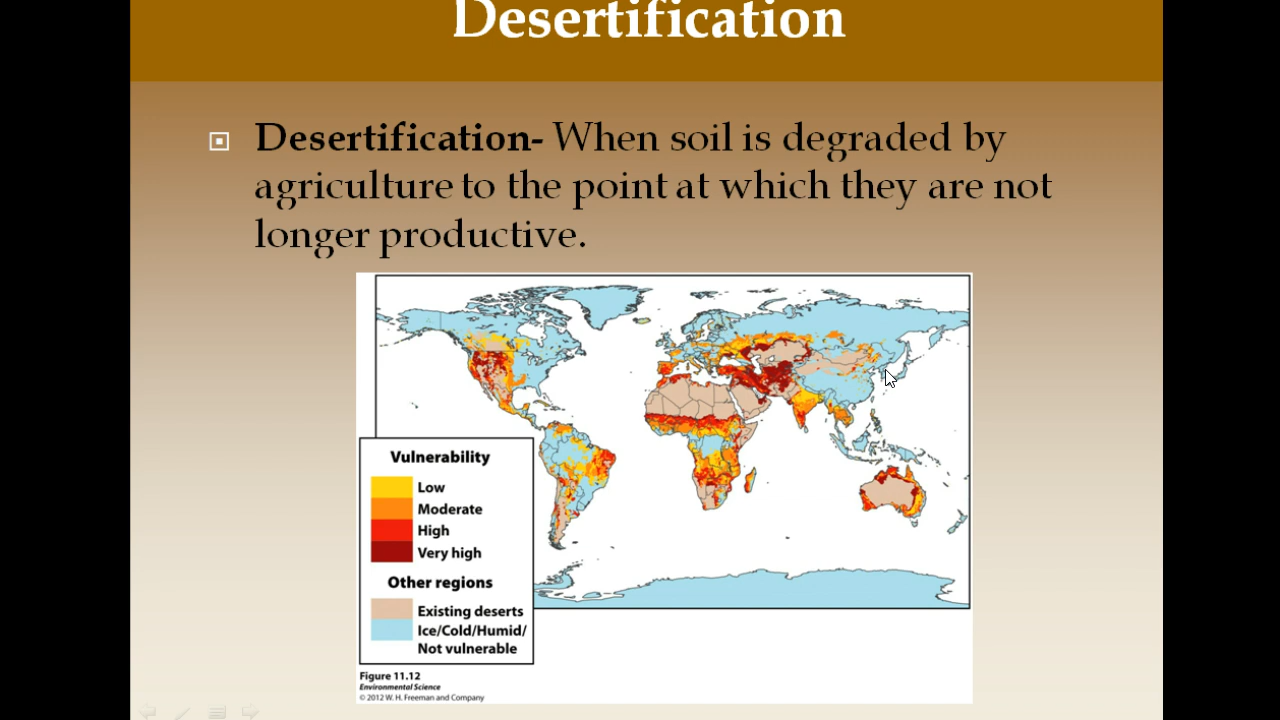 Desertification
Desertification- When soil is degraded by
agriculture to the point at which they are not
longer productive.
Vulnerability
Low
Moderate
High
Very high
Other regions
Existing deserts
Ice/Cold/Humid/
Not vulnerable
Figure 11.12
Environmental Science
© 2012 W. H. Freeman and Company